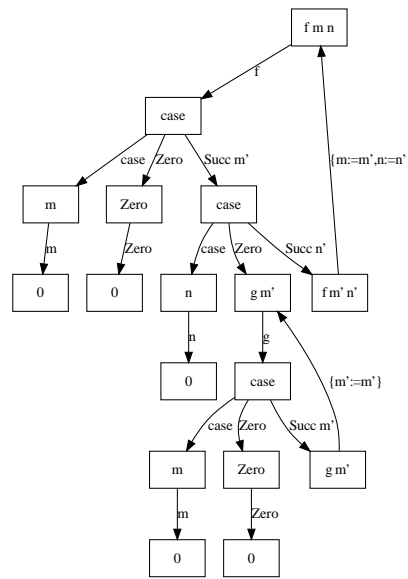 f m n
f
case
case
Zero
Succ m'
{m:=m',n:=n'
m
Zero
case
m
Zero
case
Zero
Succ n'
0
0
n
g m'
f m' n'
n
g
0
case
{m':=m'}
case
Zero
Succ m'
m
Zero
g m'
m
Zero
0
0